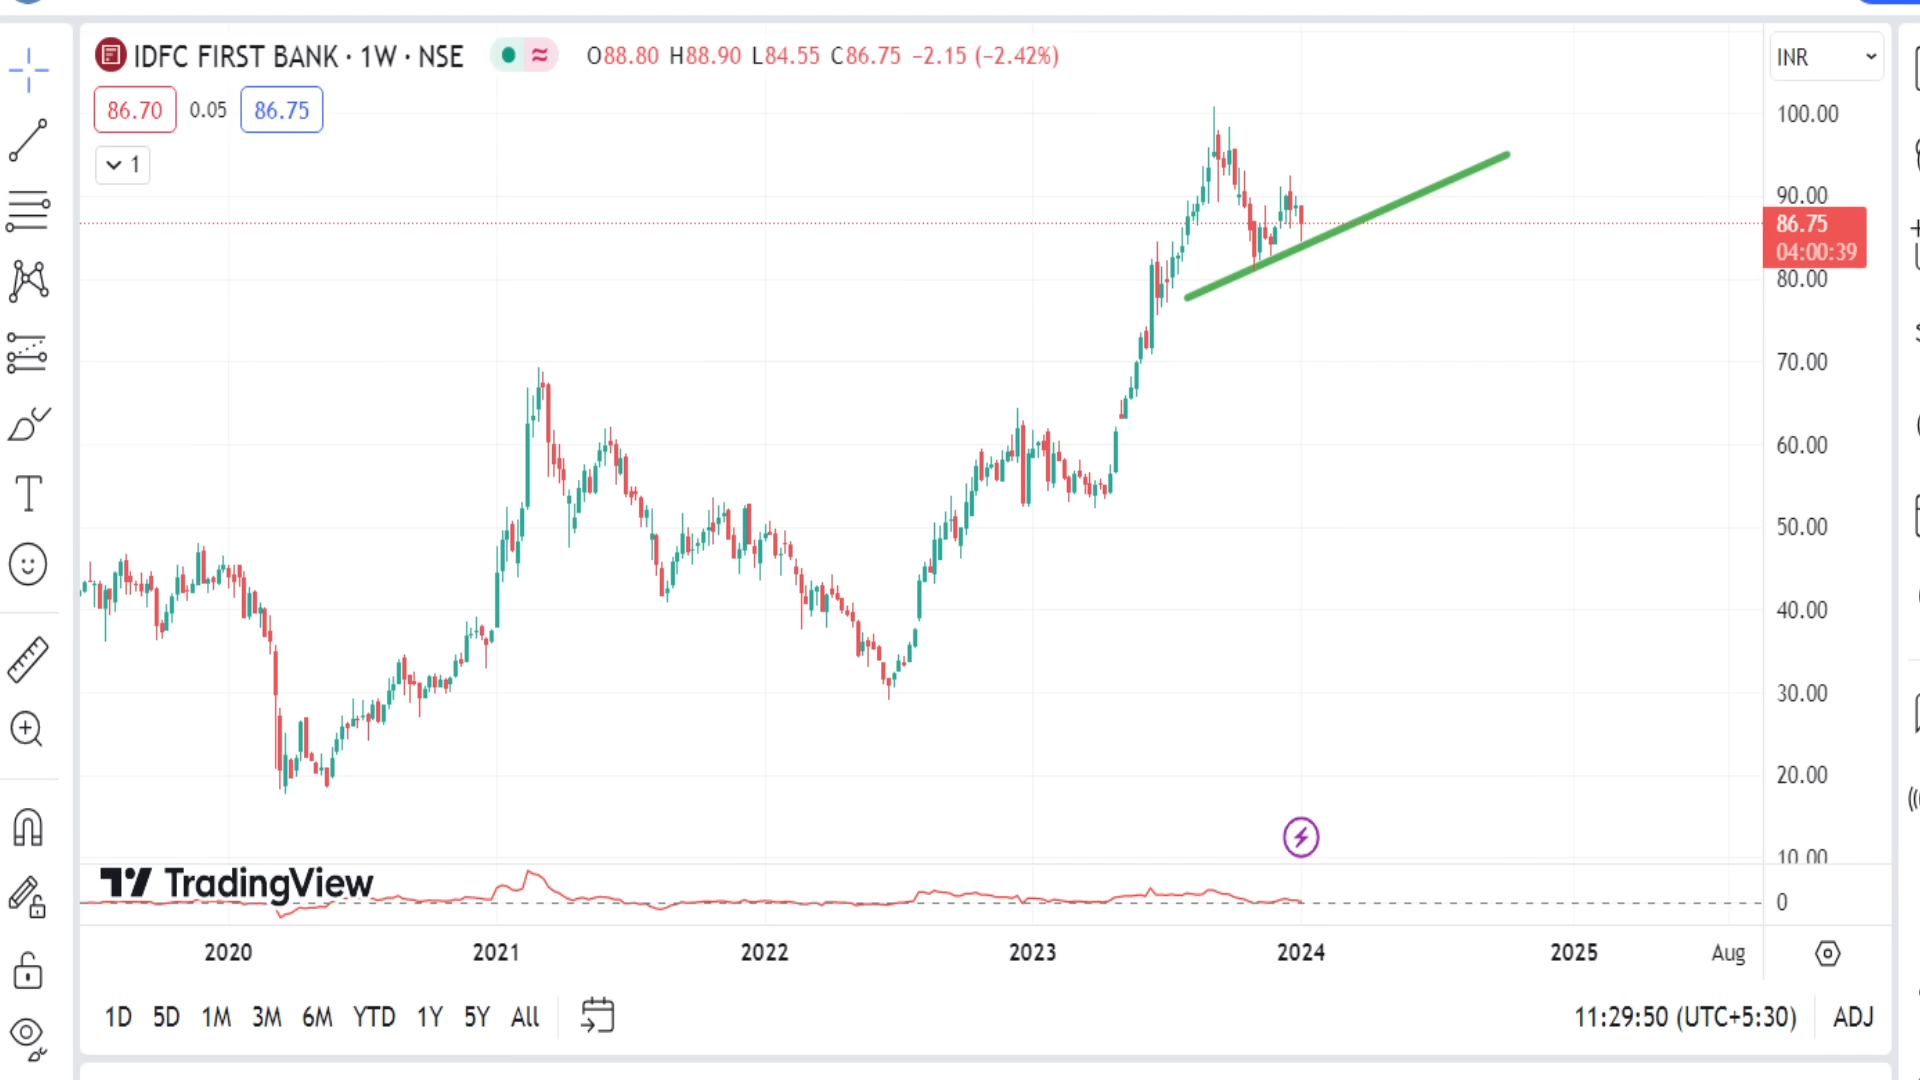 IDFC FIRST BANK · 1W · NSE
O88.80 H88.90 L84.55 C86.75 −2.15 (−2.42%)
INR
86.70 0.05 86.75
1
100.00
90.00
86.75
04:00:39
80.00
70.00
60.00
50.00
40.00
30.00
20.00
10.00
TradingView
0
2020 2021 2022 2023 2024 2025 Aug
1D 5D 1M 3M 6M YTD 1Y 5Y All
11:29:50 (UTC+5:30) ADJ